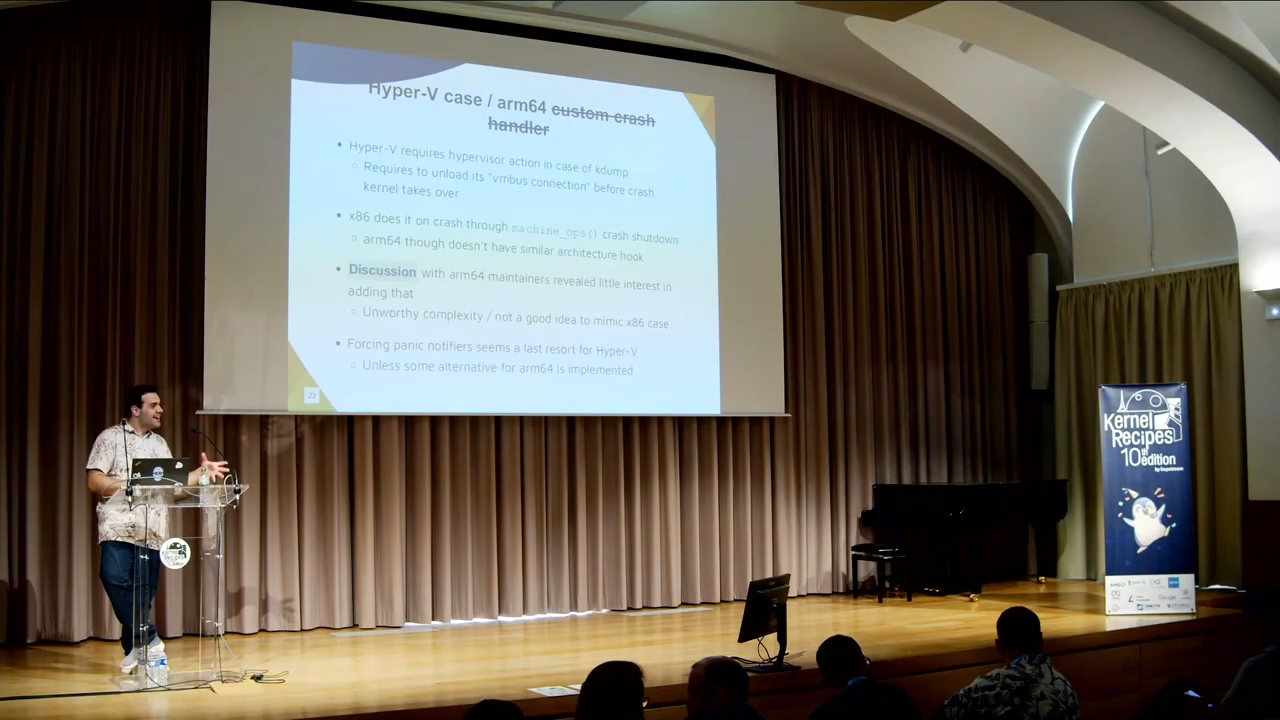 Hyper-V case / arm64 custom crash
handler
• Hyper-V requires hypervisor action in case of kdump
○ Requires to unload its "vmbus connection" before crash
kernel takes over
• x86 does it on crash through machine_ops() crash shutdown
○ arm64 though doesn't have similar architecture hook
• Discussion with arm64 maintainers revealed little interest in
adding that
○ Unworthy complexity / not a good idea to mimic x86 case
• Forcing panic notifiers seems a last resort for Hyper-V
○ Unless some alternative for arm64 is implemented
Kernel
Recipes
Kernel
Recipes
10th edition
Google